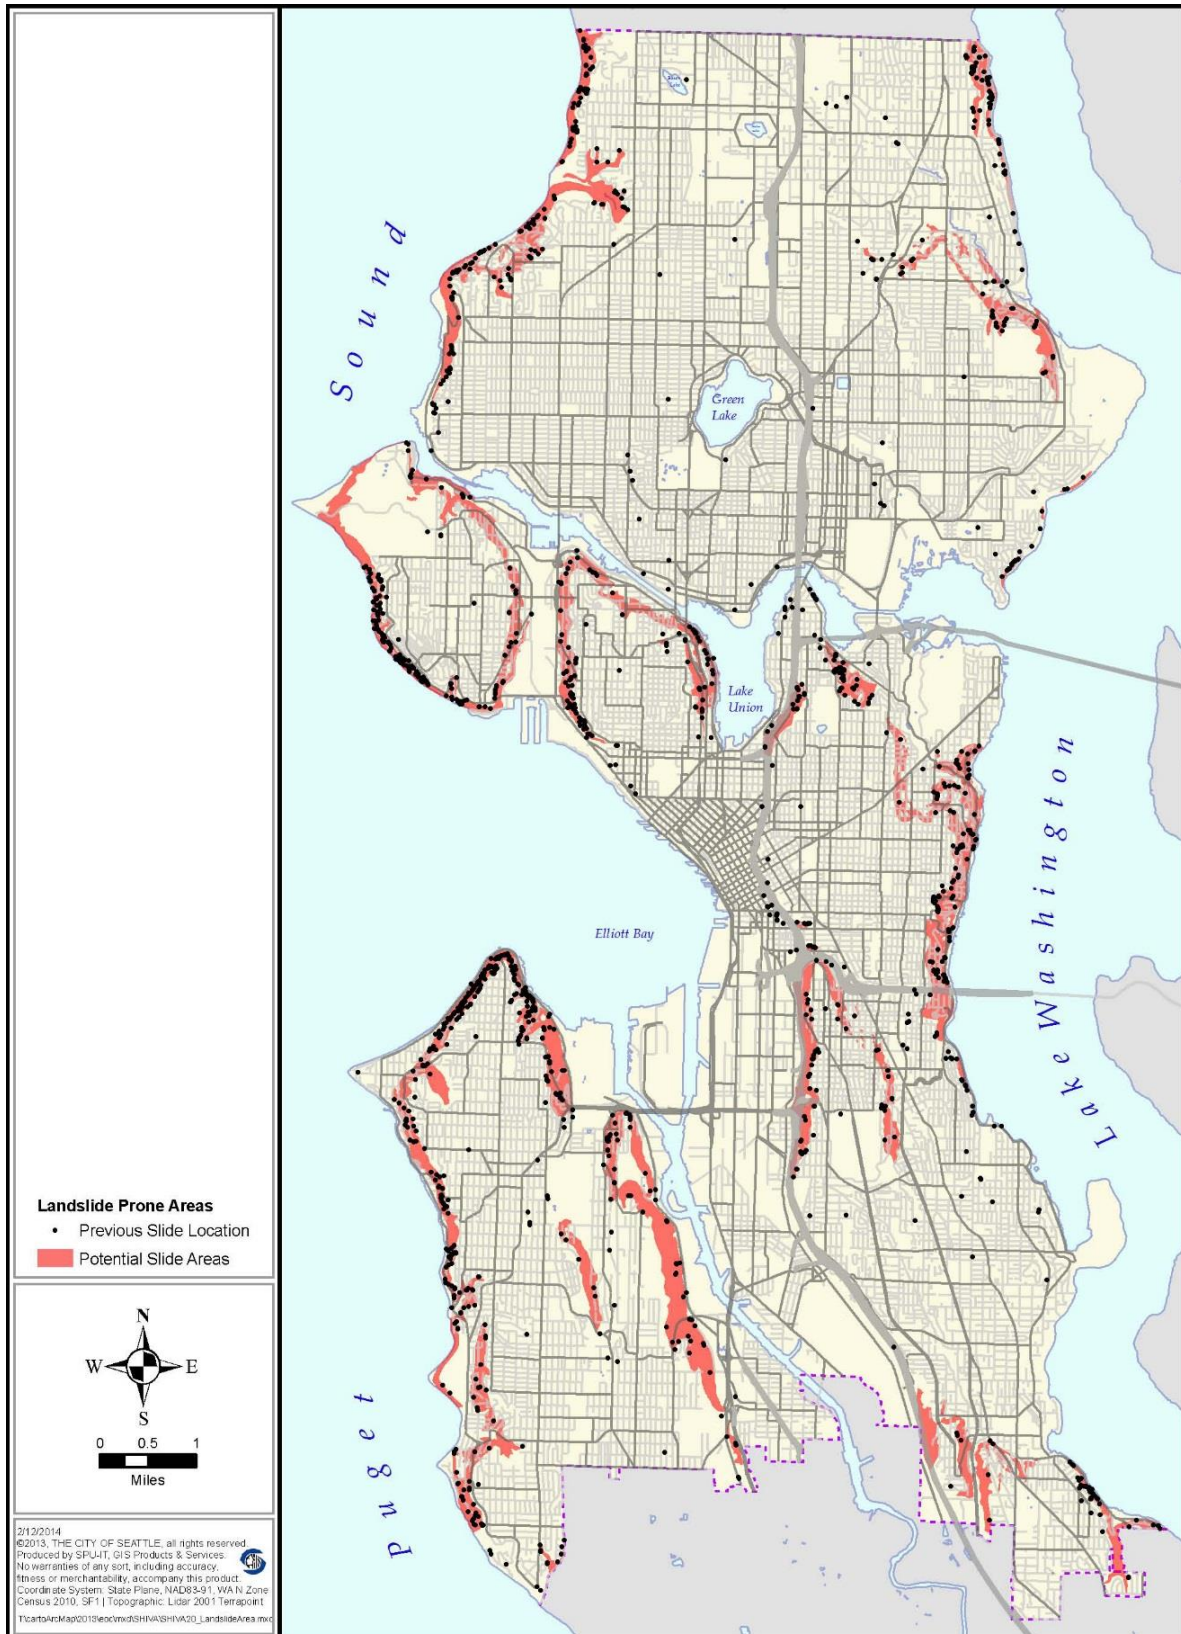 Sound
Green
Lake
Lake
Union
Lake Washington
Elliott Bay
Puget
Landslide Prone Areas
Previous Slide Location
Potential Slide Areas
N
W E
S
0 0.5 1
Miles
2/12/2014
©2013, THE CITY OF SEATTLE, all rights reserved.
Produced by SPU-IT, GIS Products & Services.
No warranties of any sort, including accuracy,
fitness or merchantability, accompany this product.
Coordinate System: State Plane, NAD83-91, WA N Zone
Census 2010, SF1 | Topographic: Lidar 2001 Terrapoint